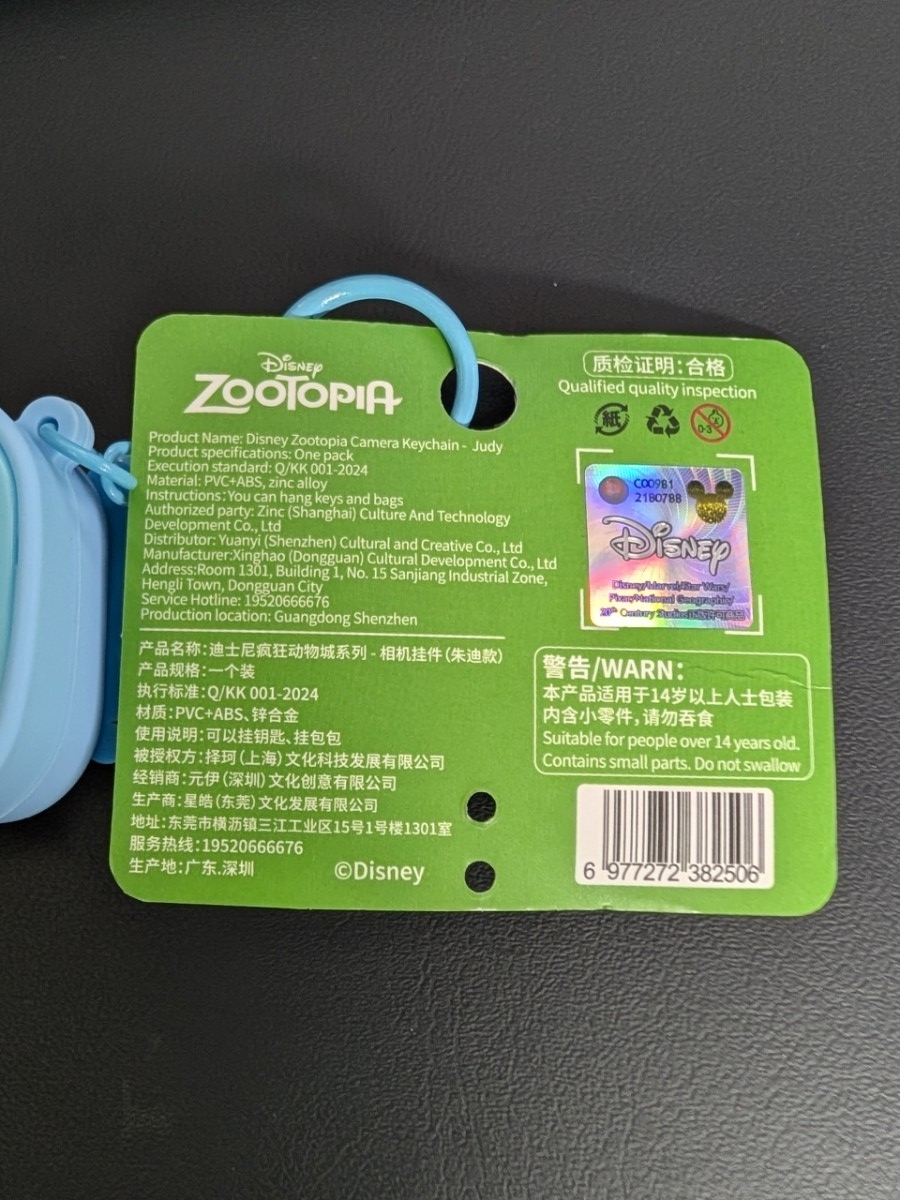 Disney
ZOOTOPIA
Product Name: Disney Zootopia Camera Keychain - Judy
Product specifications: One pack
Execution standard: Q/KK 001-2024
Material: PVC+ABS, zinc alloy
Instructions: You can hang keys and bags
Authorized party: Zinc (Shanghai) Culture And Technology
Development Co., Ltd
Distributor: Yuanyi (Shenzhen) Cultural and Creative Co., Ltd
Manufacturer:Xinghao (Dongguan) Cultural Development Co., Ltd
Address:Room 1301, Building 1, No. 15 Sanjiang Industrial Zone,
Hengli Town, Dongguan City
Service Hotline: 19520666676
Production location: Guangdong Shenzhen
产品名称:迪士尼疯狂动物城系列 - 相机挂件(朱迪款)
产品规格:一个装
执行标准:Q/KK 001-2024
材质:PVC+ABS、锌合金
使用说明:可以挂钥匙、挂包包
被授权方:择珂(上海)文化科技发展有限公司
经销商:元伊(深圳)文化创意有限公司
生产商:星皓(东莞)文化发展有限公司
地址:东莞市横沥镇三江工业区15号1号楼1301室
服务热线:19520666676
生产地:广东.深圳
©Disney
质检证明:合格
Qualified quality inspection
紙
0-3
C00981
2180788
Disney
Disney/Marvel/Star Wars/
Pixar/National Geographic/
20th Century Studios
警告/WARN:
本产品适用于14岁以上人士包装
内含小零件,请勿吞食
Suitable for people over 14 years old.
Contains small parts. Do not swallow
6 977272 382506